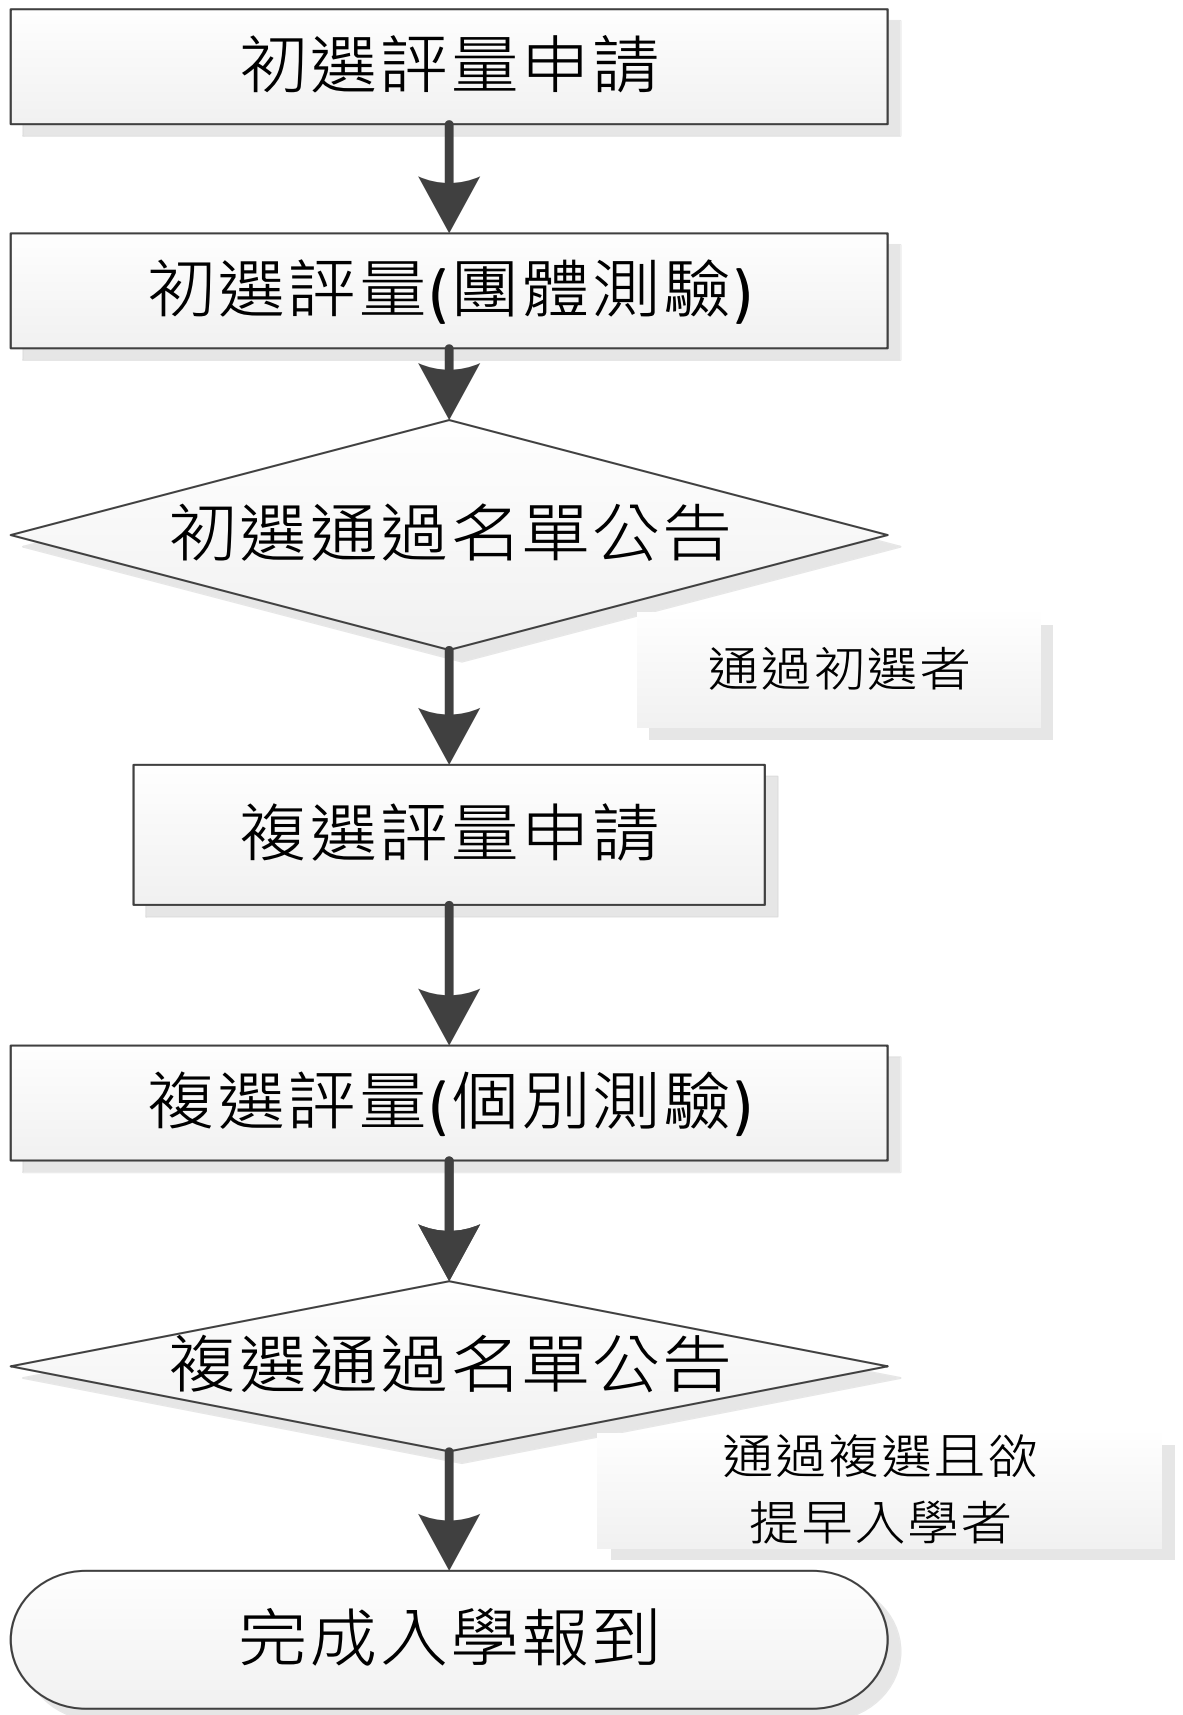 初選評量申請
初選評量(團體測驗)
初選通過名單公告
通過初選者
複選評量申請
複選評量(個別測驗)
複選通過名單公告
通過複選且欲
提早入學者
完成入學報到